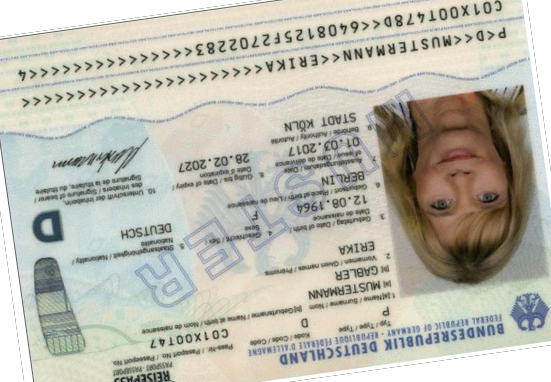 REISEPASS
PASSPORT · PASSEPORT
BUNDESREPUBLIK DEUTSCHLAND
FEDERAL REPUBLIC OF GERMANY · RÉPUBLIQUE FÉDÉRALE D'ALLEMAGNE
Typ / Type / Type Kode / Code / Code Pass-Nr. / Passport No. / Passeport No.
P D C01X00T47
1. [a] Name / Surname / Nom [b] Geburtsname / Name at birth / Nom de naissance
[a] MUSTERMANN
[b] GABLER
2. Vornamen / Given names / Prénoms
ERIKA
3. Geburtstag / Date of birth / Date de naissance 4. Geschlecht / Sex / Sexe 5. Staatsangehörigkeit / Nationality / Nationalité
12.08.1964 F DEUTSCH
6. Geburtsort / Place of birth / Lieu de naissance
BERLIN
7. Ausstellungsdatum / Date of issue / Date de délivrance 8. Gültig bis / Date of expiry / Date d'expiration
01.03.2017 28.02.2027
9. Behörde / Authority / Autorité 10. Unterschrift der Inhaberin / des Inhabers / Signature of bearer / Signature de la titulaire, du titulaire
STADT KÖLN
Mustermann
D
MUSTER
P<D<<MUSTERMANN<<ERIKA<<<<<<<<<<<<<<<<<<<<<<
C01X00T478D<<6408125F2702283<<<<<<<<<<<<<<<4